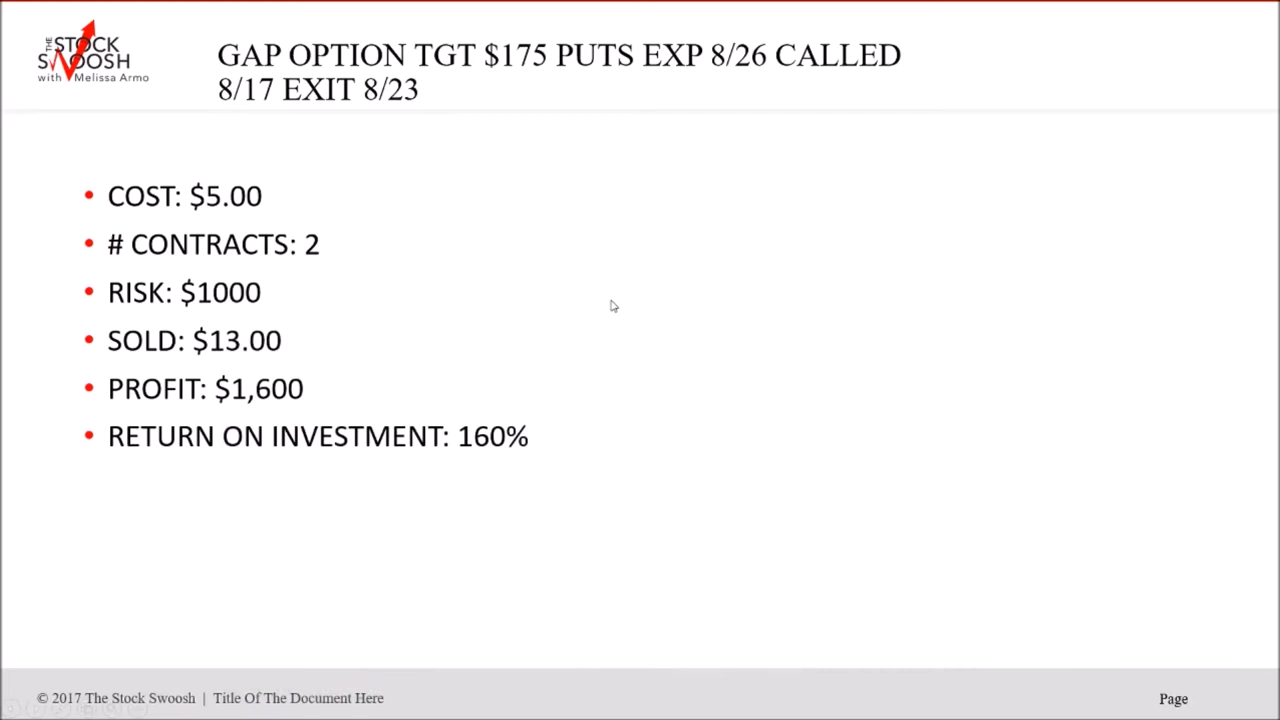 THE
STOCK
SWOOSH
with Melissa Armo
GAP OPTION TGT $175 PUTS EXP 8/26 CALLED
8/17 EXIT 8/23
• COST: $5.00
• # CONTRACTS: 2
• RISK: $1000
• SOLD: $13.00
• PROFIT: $1,600
• RETURN ON INVESTMENT: 160%
© 2017 The Stock Swoosh | Title Of The Document Here
Page